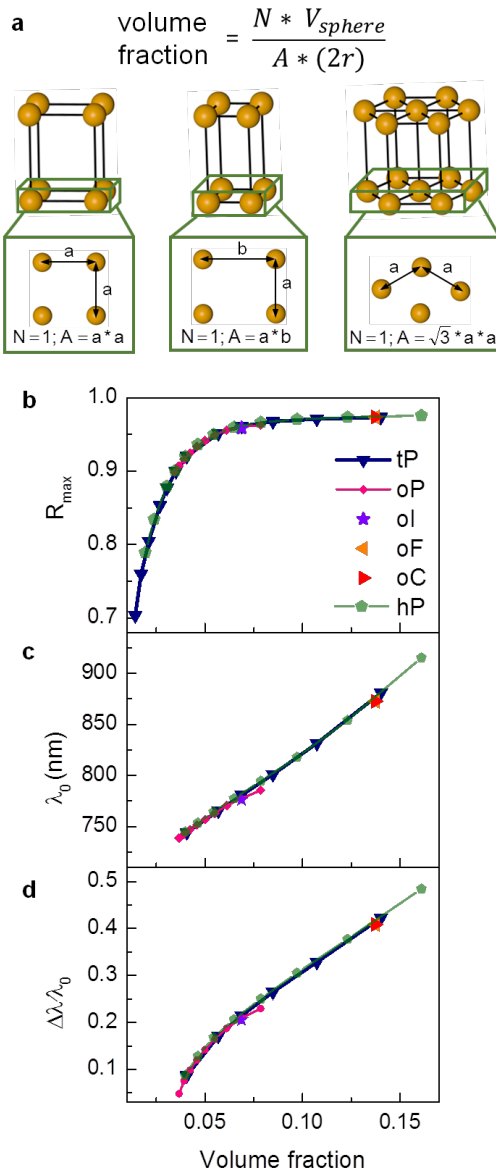 a
volume fraction = N * V_sphere / A * (2r)
a
a
N = 1; A = a * a
b
a
N = 1; A = a * b
a a
N = 1; A = √3 * a * a
b
1.0
0.9
0.8
0.7
R_max
tP
oP
oI
oF
oC
hP
c
900
850
800
750
λ_0 (nm)
d
0.5
0.4
0.3
0.2
0.1
Δλ/λ_0
0.05 0.10 0.15
Volume fraction